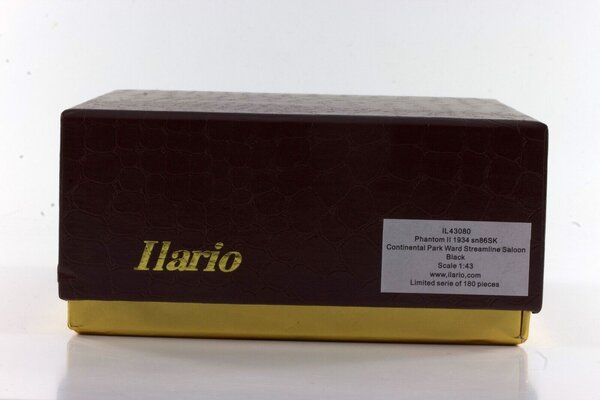 Ilario
IL43080
Phantom II 1934 sn86SK
Continental Park Ward Streamline Saloon
Black
Scale 1:43
www.ilario.com
Limited serie of 180 pieces